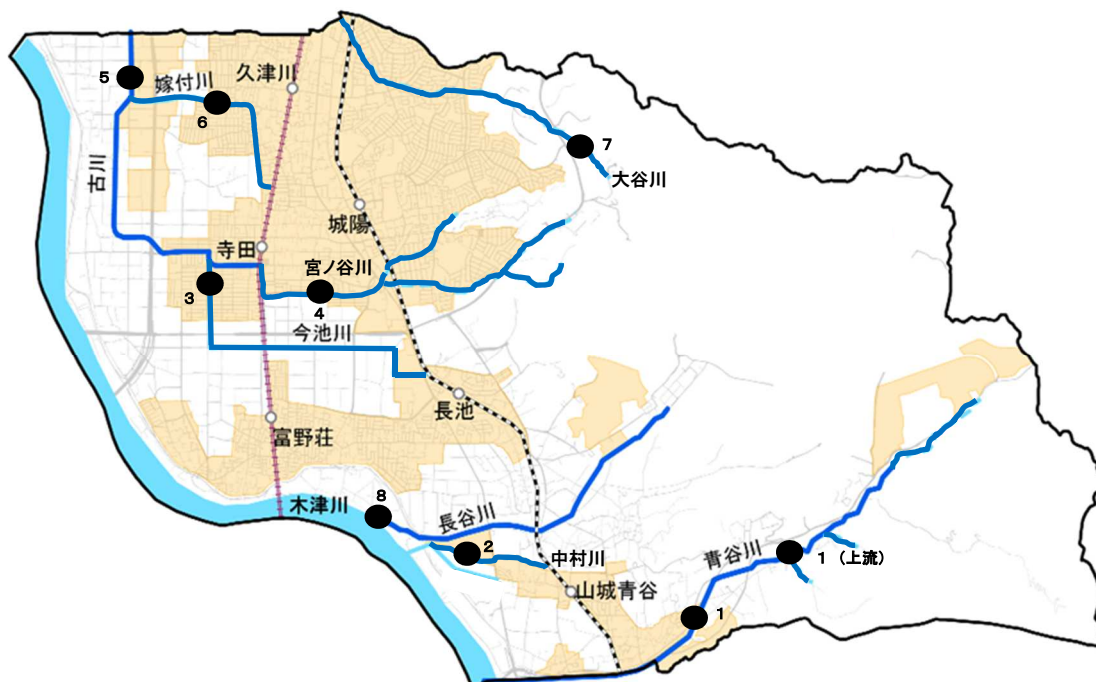 5
嫁付川
久津川
6
7
大谷川
古川
城陽
寺田
宮ノ谷川
3
4
今池川
長池
富野荘
木津川
8
長谷川
2
中村川
青谷川
1（上流）
山城青谷
1